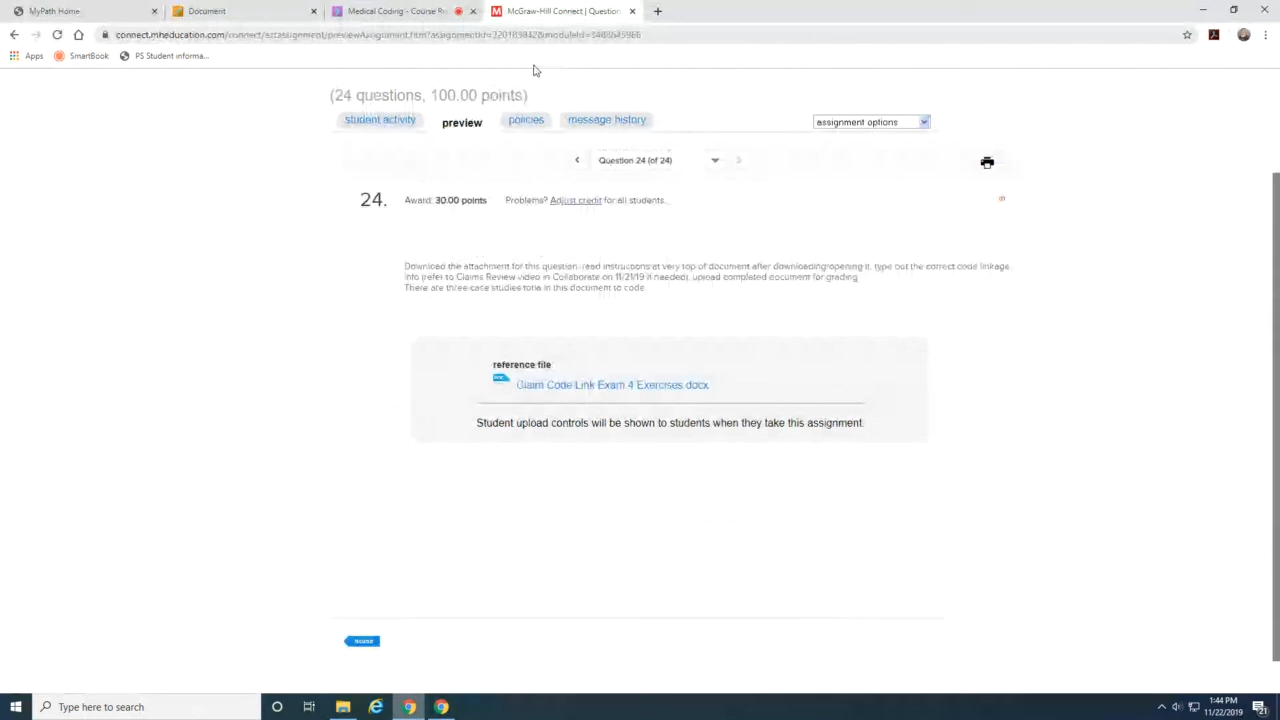 MyPath Home
Document
Medical Coding - Course Re
McGraw-Hill Connect | Question
connect.mheducation.com/connect/
Apps
SmartBook
PS Student informa...
(24 questions, 100.00 points)
student activity
preview
policies
message history
assignment options
Question 24 (of 24)
24.
Award: 30.00 points
Problems? Adjust credit for all students.
Download the attachment for this question, read instructions at very top of document after downloading/opening it, type out the correct code linkage
info (refer to Claims Review video in Collaborate on 11/21/19 if needed), upload completed document for grading
There are three case studies total in this document to code
reference file
Claim Code Link Exam 4 Exercises.docx
Student upload controls will be shown to students when they take this assignment.
Type here to search
1:44 PM
11/22/2019
21